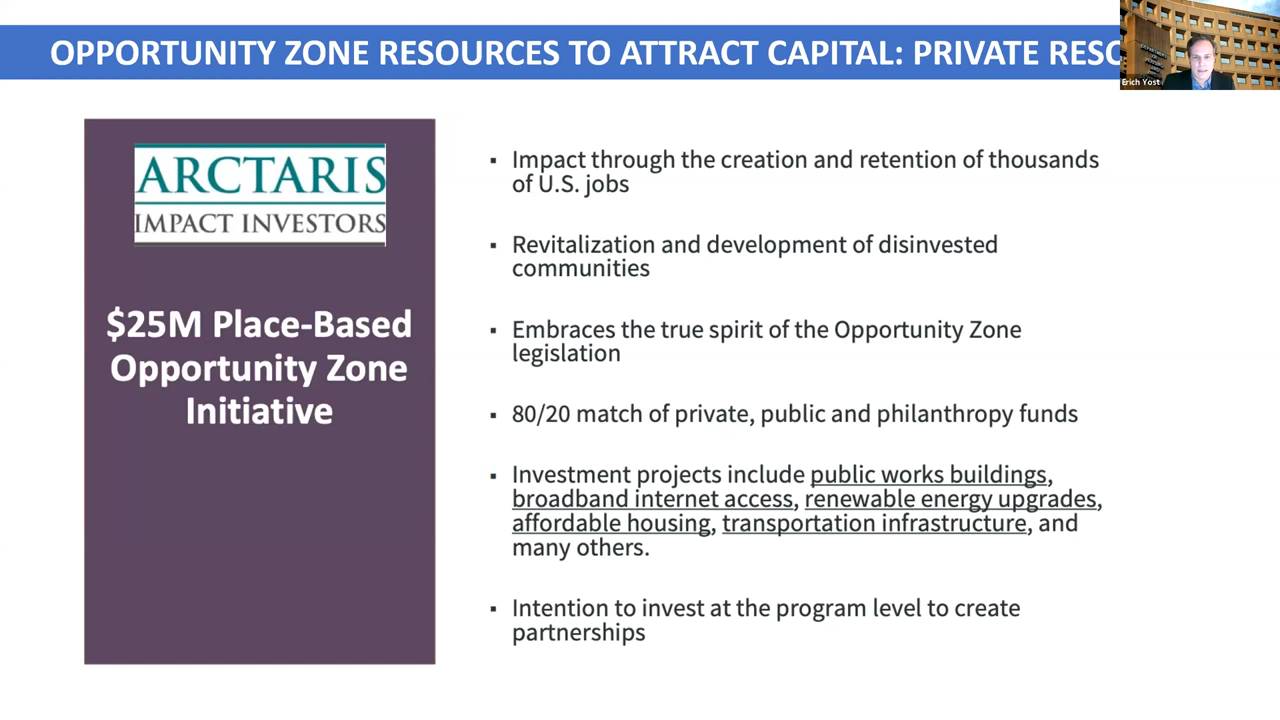 OPPORTUNITY ZONE RESOURCES TO ATTRACT CAPITAL: PRIVATE RESO
Erich Yost
ARCTARIS
IMPACT INVESTORS
$25M Place-Based
Opportunity Zone
Initiative
▪ Impact through the creation and retention of thousands
of U.S. jobs
▪ Revitalization and development of disinvested
communities
▪ Embraces the true spirit of the Opportunity Zone
legislation
▪ 80/20 match of private, public and philanthropy funds
▪ Investment projects include public works buildings,
broadband internet access, renewable energy upgrades,
affordable housing, transportation infrastructure, and
many others.
▪ Intention to invest at the program level to create
partnerships